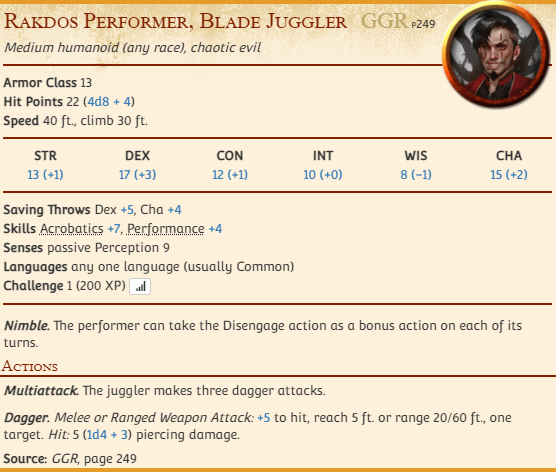 Rakdos Performer, Blade Juggler GGR P249
Medium humanoid (any race), chaotic evil
Armor Class 13
Hit Points 22 (4d8 + 4)
Speed 40 ft., climb 30 ft.
STR DEX CON INT WIS CHA
13 (+1) 17 (+3) 12 (+1) 10 (+0) 8 (−1) 15 (+2)
Saving Throws Dex +5, Cha +4
Skills Acrobatics +7, Performance +4
Senses passive Perception 9
Languages any one language (usually Common)
Challenge 1 (200 XP)
Nimble. The performer can take the Disengage action as a bonus action on each of its
turns.
Actions
Multiattack. The juggler makes three dagger attacks.
Dagger. Melee or Ranged Weapon Attack: +5 to hit, reach 5 ft. or range 20/60 ft., one
target. Hit: 5 (1d4 + 3) piercing damage.
Source: GGR, page 249